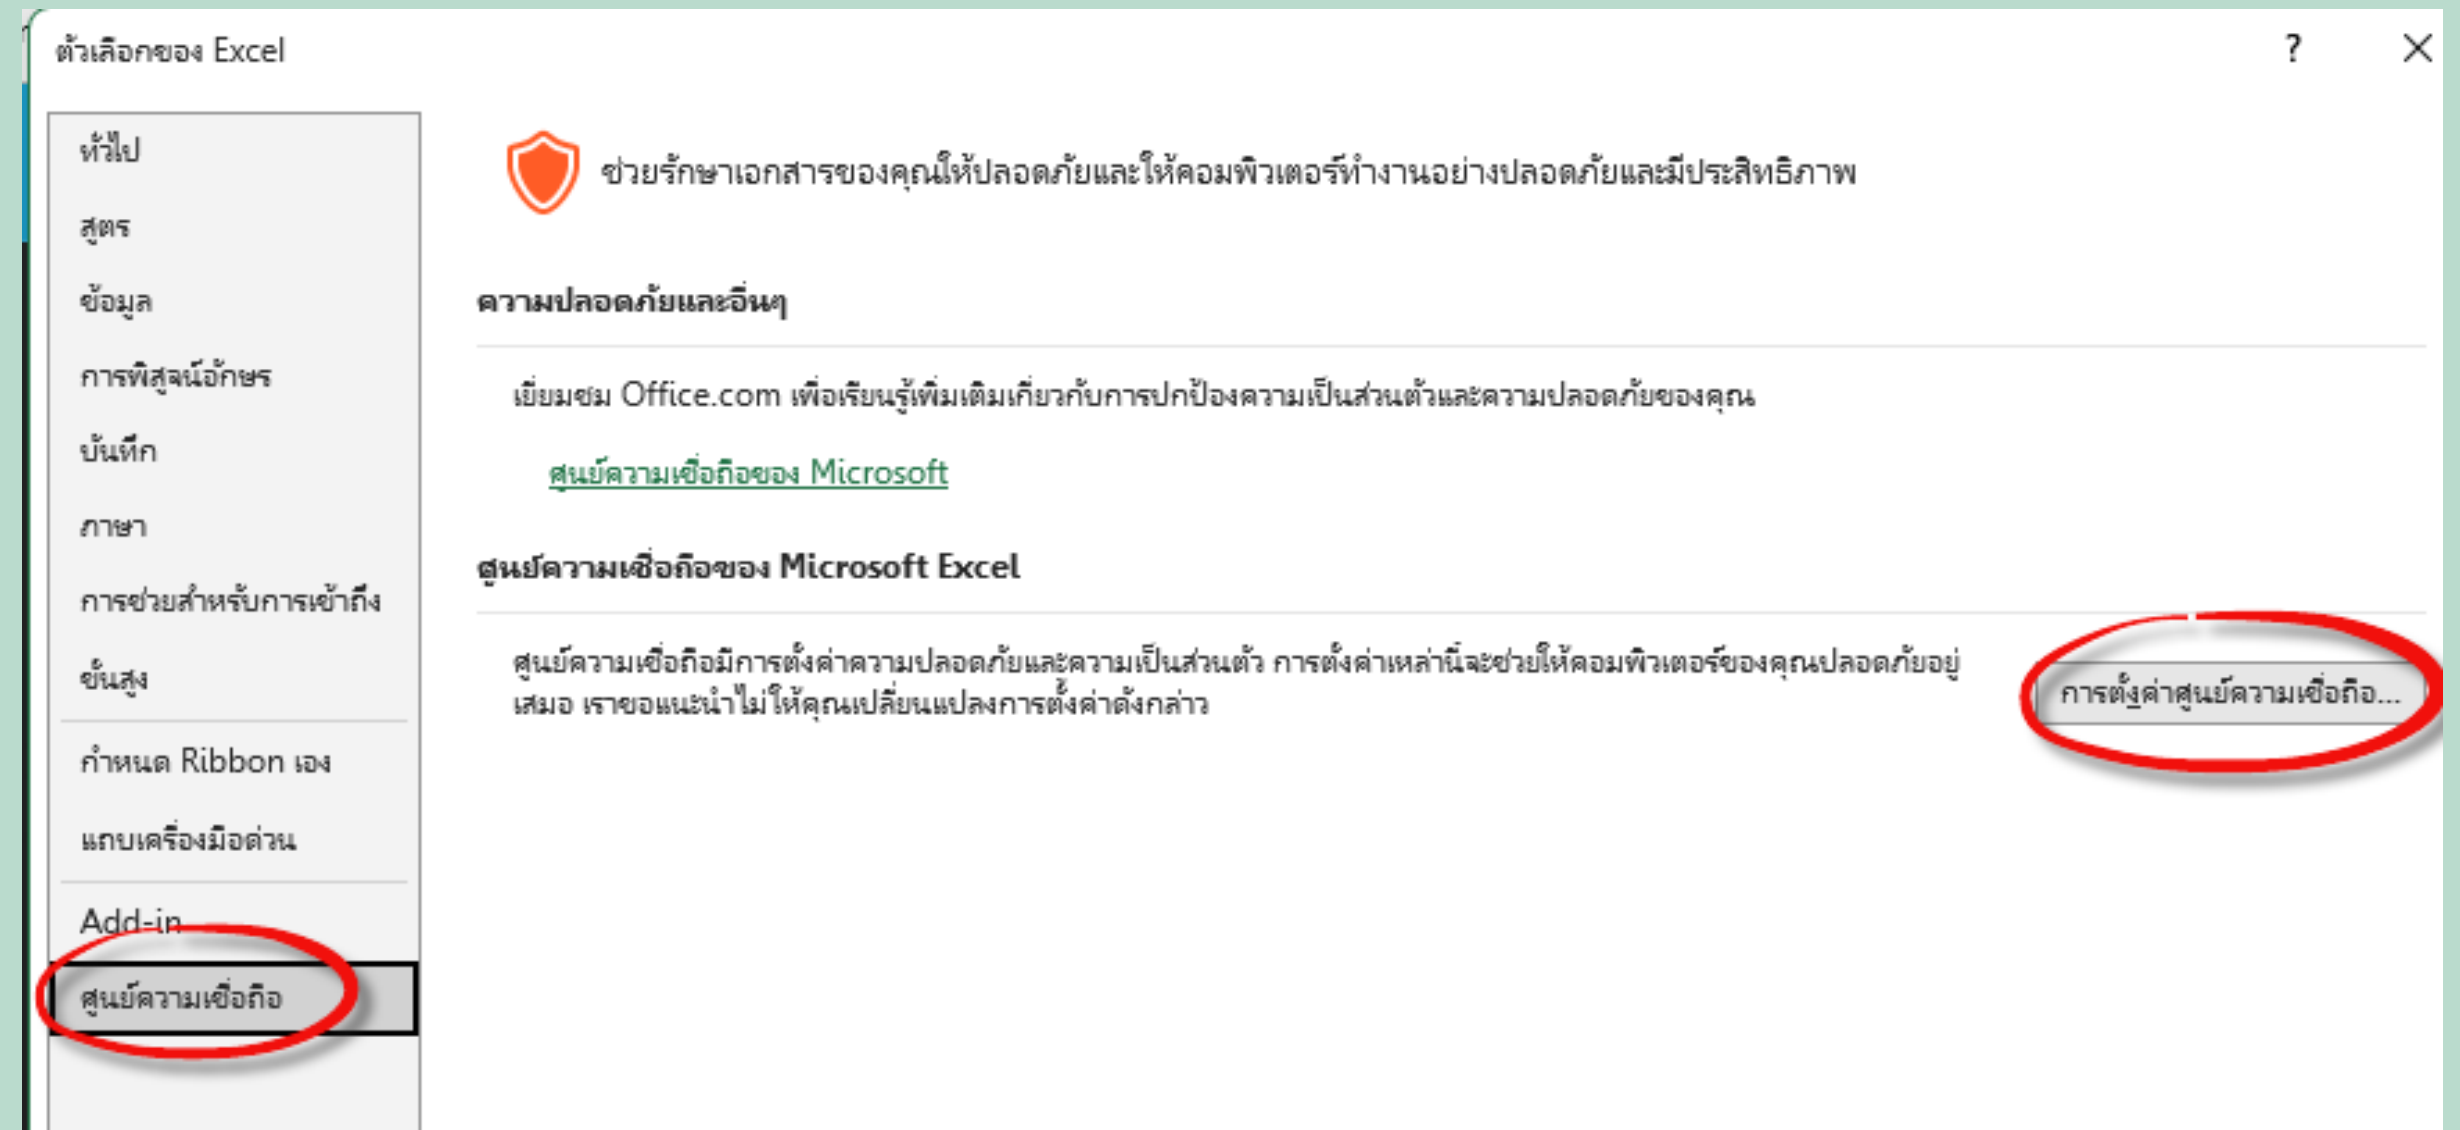 ตัวเลือกของ Excel
ทั่วไป
สูตร
ข้อมูล
การพิสูจน์อักษร
บันทึก
ภาษา
การช่วยสำหรับการเข้าถึง
ขั้นสูง
กำหนด Ribbon เอง
แถบเครื่องมือด่วน
Add-in
ศูนย์ความเชื่อถือ
ช่วยรักษาเอกสารของคุณให้ปลอดภัยและให้คอมพิวเตอร์ทำงานอย่างปลอดภัยและมีประสิทธิภาพ
ความปลอดภัยและอื่นๆ
เยี่ยมชม Office.com เพื่อเรียนรู้เพิ่มเติมเกี่ยวกับการปกป้องความเป็นส่วนตัวและความปลอดภัยของคุณ
ศูนย์ความเชื่อถือของ Microsoft
ศูนย์ความเชื่อถือของ Microsoft Excel
ศูนย์ความเชื่อถือมีการตั้งค่าความปลอดภัยและความเป็นส่วนตัว การตั้งค่าเหล่านี้จะช่วยให้คอมพิวเตอร์ของคุณปลอดภัยอยู่
เสมอ เราขอแนะนำไม่ให้คุณเปลี่ยนแปลงการตั้งค่าดังกล่าว
การตั้งค่าศูนย์ความเชื่อถือ...